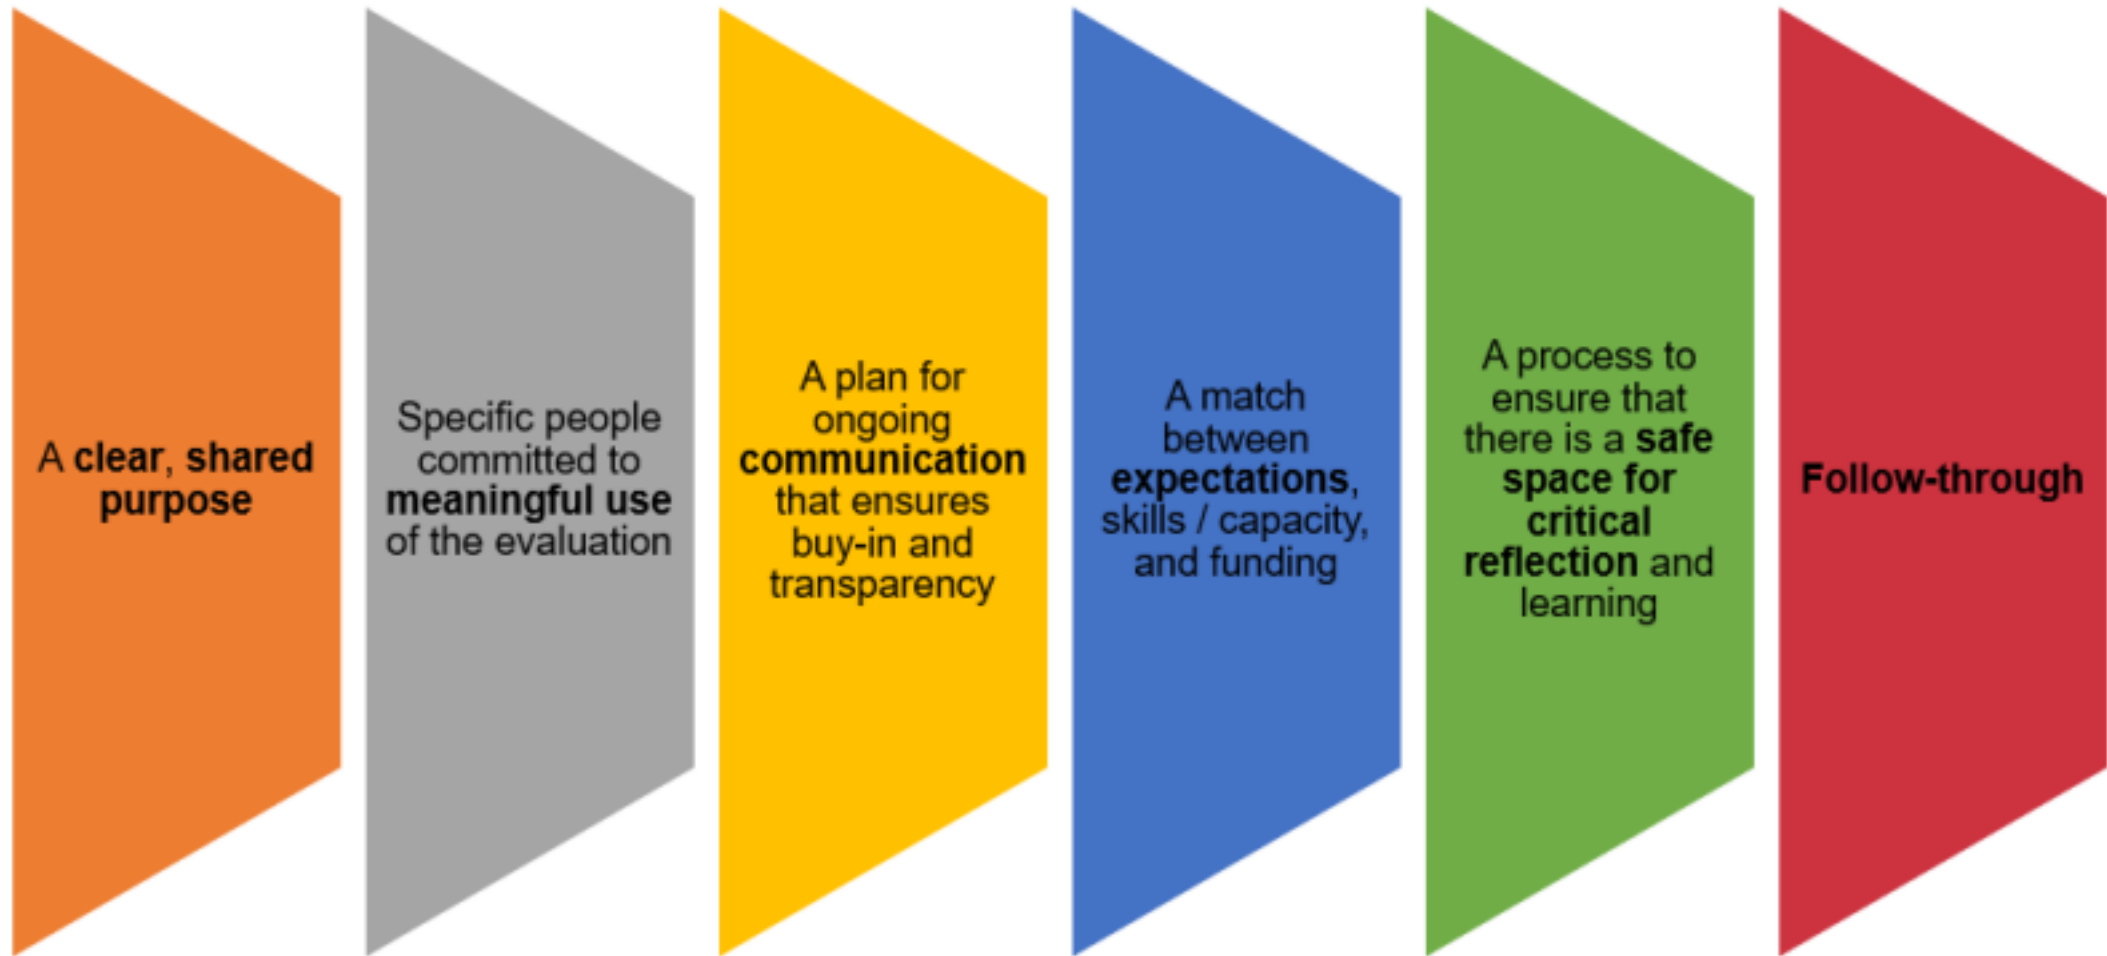 A clear, shared
purpose
Specific people
committed to
meaningful use
of the evaluation
A plan for
ongoing
communication
that ensures
buy-in and
transparency
A match
between
expectations,
skills / capacity,
and funding
A process to
ensure that
there is a safe
space for
critical
reflection and
learning
Follow-through